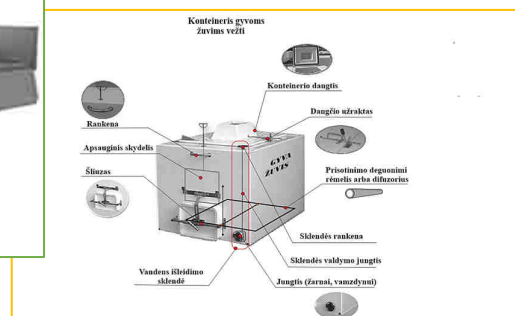 Konteineris gyvoms
žuvims vežti
Konteinerio dangtis
Dangčio užraktas
Rankena
Apsauginis skydelis
Šliuzas
GYVA
ŽUVIS
Prisotinimo deguonimi
rėmelis arba difuzorius
Sklendės rankena
Sklendės valdymo jungtis
Vandens išleidimo
sklendė
Jungtis (žarnai, vamzdynui)